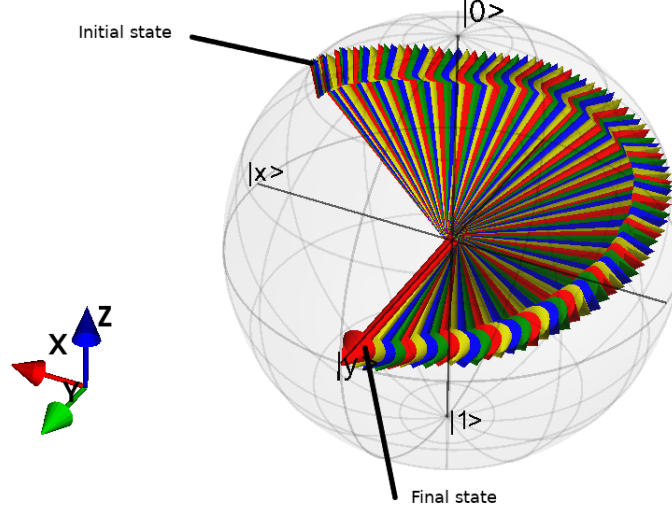 |0>
Initial state
|x>
Z
X
Y
|y>
|1>
Final state